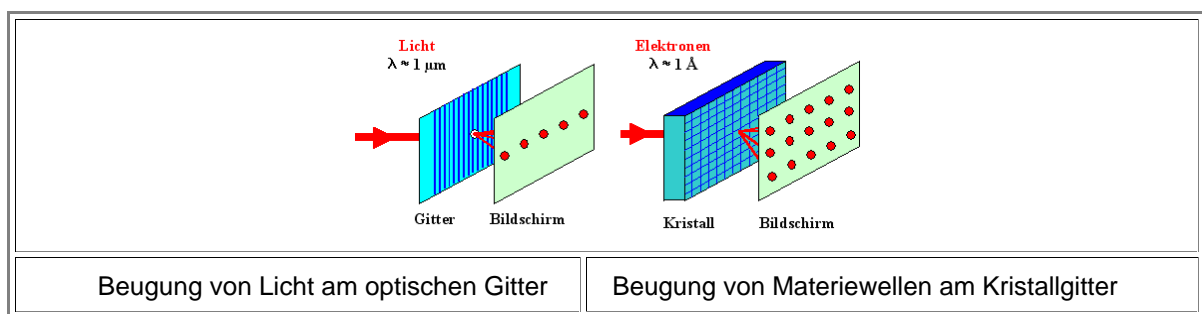 Licht
λ ≈ 1 µm
Elektronen
λ ≈ 1 Å
Gitter
Bildschirm
Kristall
Bildschirm
Beugung von Licht am optischen Gitter
Beugung von Materiewellen am Kristallgitter